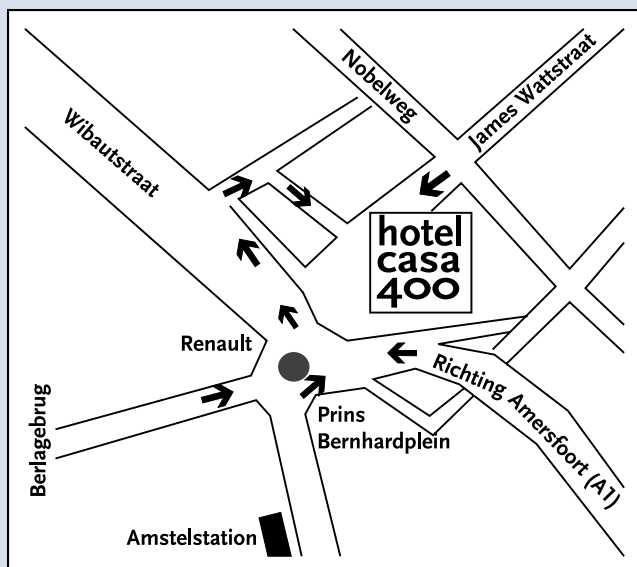 Nobelweg
James Wattstraat
Wibautstraat
hotel
casa
400
Renault
Richting Amersfoort (A1)
Berlagebrug
Prins
Bernhardplein
Amstelstation